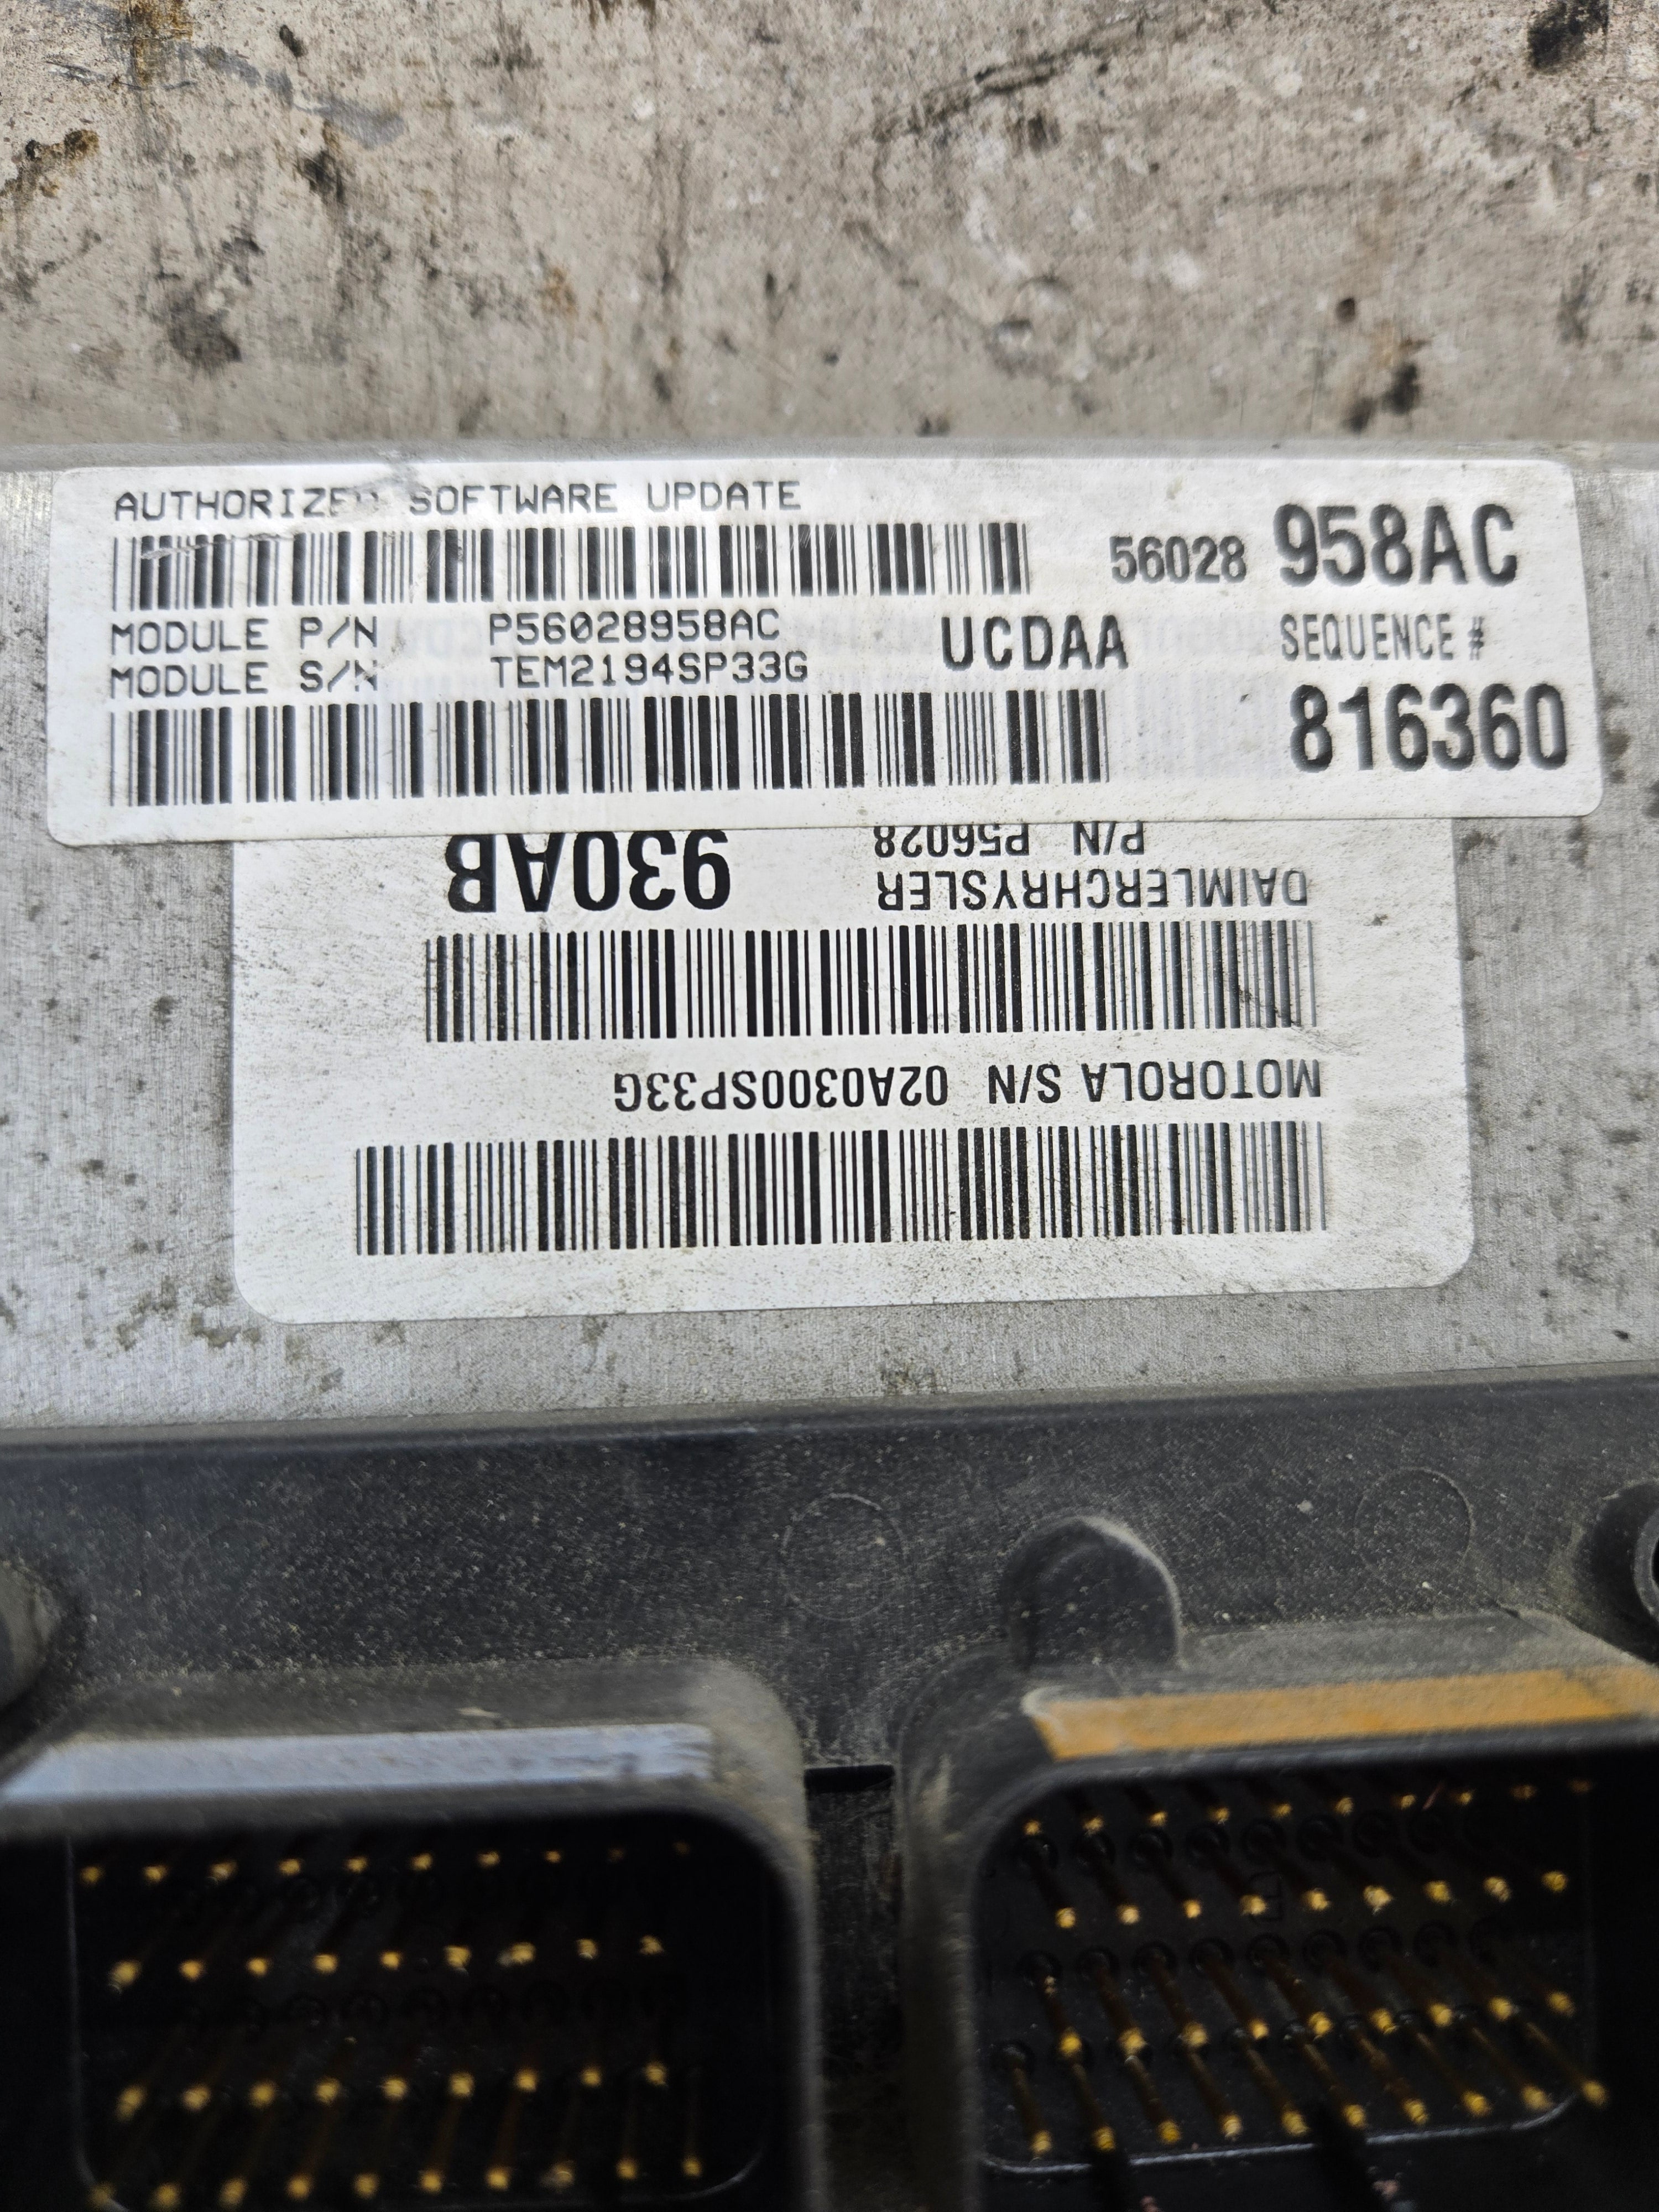 AUTHORIZED SOFTWARE UPDATE
56028 958AC
MODULE P/N P56028958AC
MODULE S/N TEM2194SP33G
UCDAA
SEQUENCE #
816360
MOTOROLA S/N 02A0300SP33G
DAIMLERCHRYSLER
P/N P56028 930AB